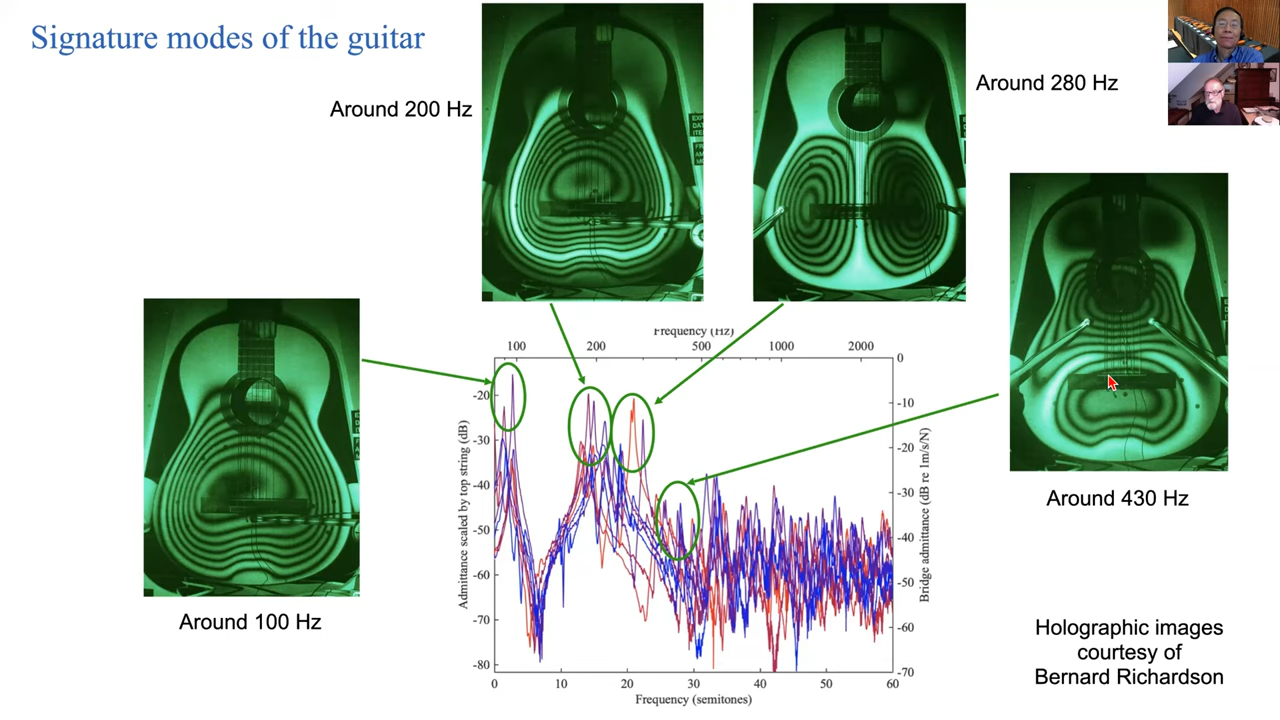 Signature modes of the guitar
Around 200 Hz
Around 280 Hz
Around 100 Hz
Around 430 Hz
Frequency (Hz)
100 200 500 1000 2000
Admittance scaled by top string (dB)
-20
-30
-40
-50
-60
-70
-80
0
-10
-20
-30
-40
-50
-60
-70
Bridge admittance (dB re 1m/s/N)
0 10 20 30 40 50 60
Frequency (semitones)
Holographic images
courtesy of
Bernard Richardson